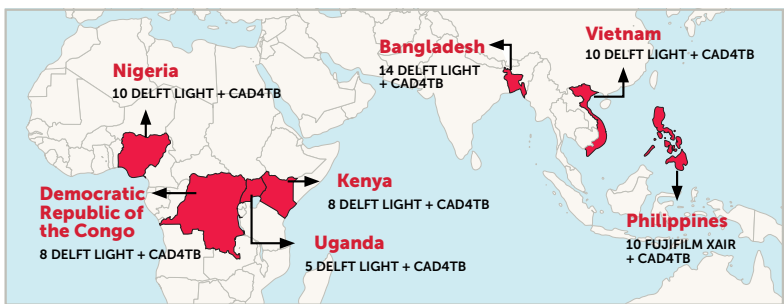 Nigeria
10 DELFT LIGHT + CAD4TB
Democratic
Republic of
the Congo
8 DELFT LIGHT + CAD4TB
Kenya
8 DELFT LIGHT + CAD4TB
Uganda
5 DELFT LIGHT + CAD4TB
Bangladesh
14 DELFT LIGHT
+ CAD4TB
Vietnam
10 DELFT LIGHT + CAD4TB
Philippines
10 FUJIFILM XAIR
+ CAD4TB